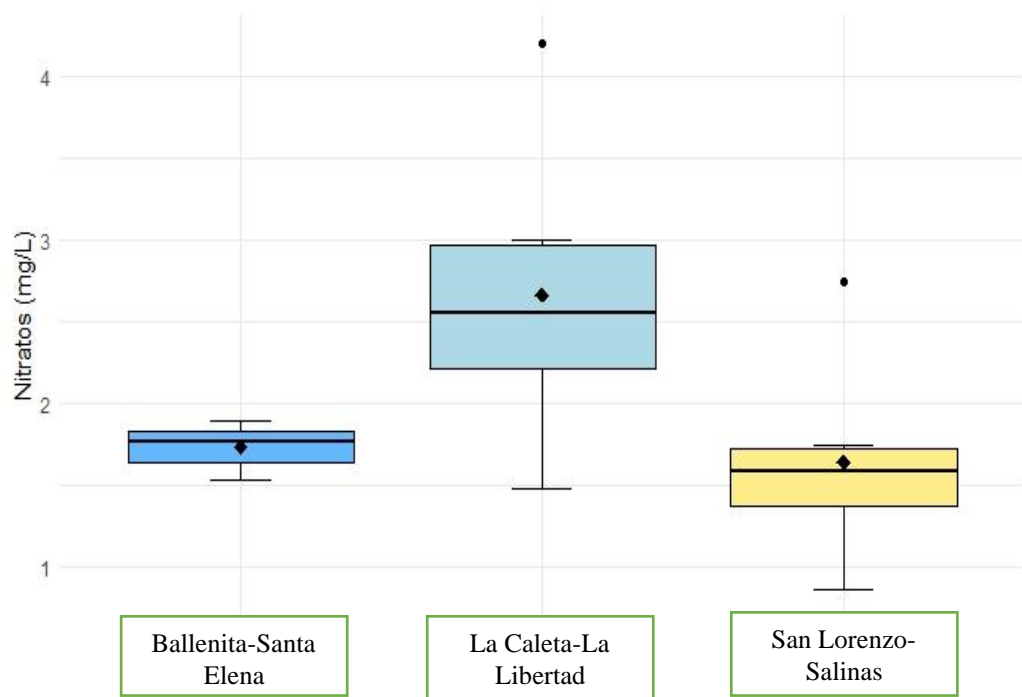 4
3
2
1
Nitratos (mg/L)
Ballenita-Santa
Elena
La Caleta-La
Libertad
San Lorenzo-
Salinas